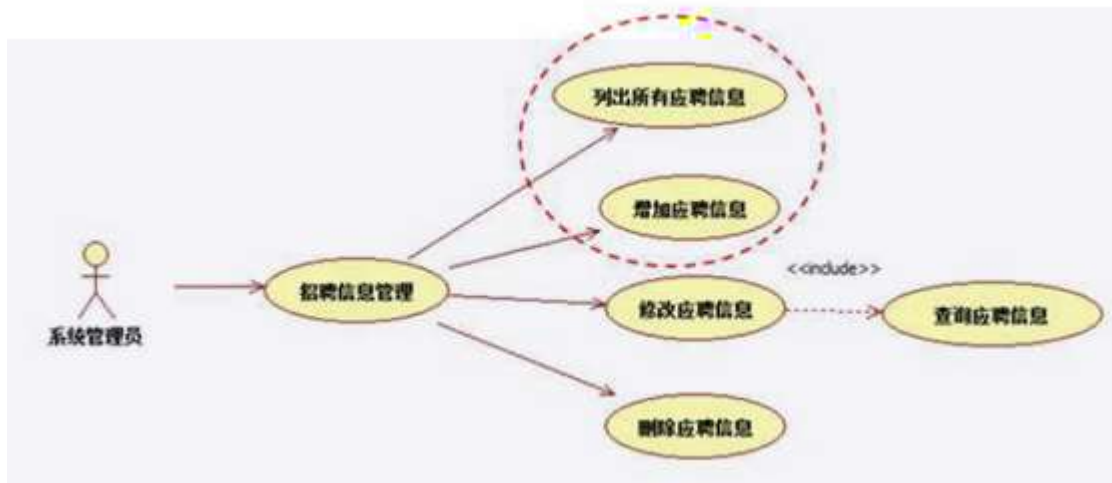 列出所有应聘信息
增加应聘信息
<<include>>
招聘信息管理
修改应聘信息
查询应聘信息
系统管理员
删除应聘信息